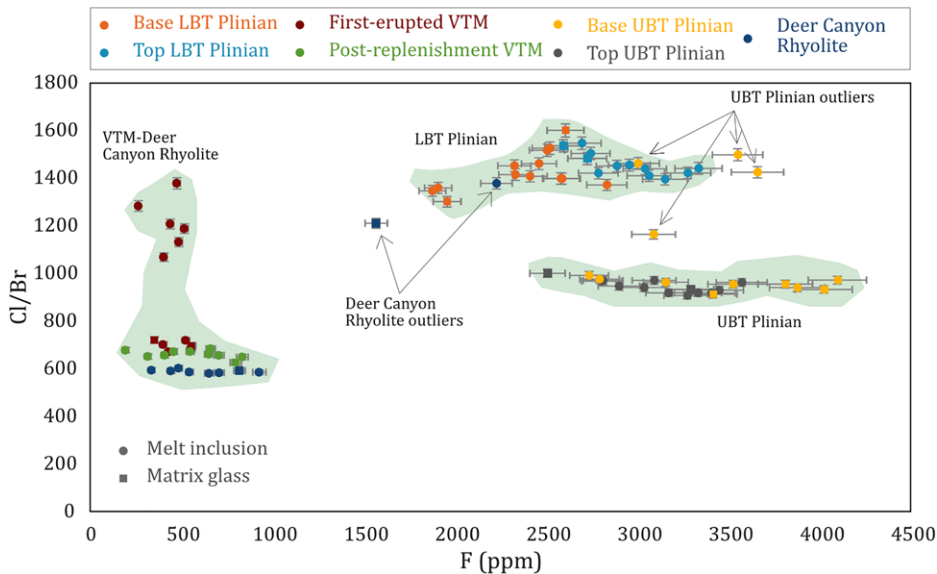 Base LBT Plinian
First-erupted VTM
Base UBT Plinian
Deer Canyon
Rhyolite
Top LBT Plinian
Post-replenishment VTM
Top UBT Plinian
1800
1600
1400
1200
1000
800
600
400
200
0
Cl/Br
VTM-Deer
Canyon Rhyolite
LBT Plinian
UBT Plinian outliers
Deer Canyon
Rhyolite outliers
UBT Plinian
Melt inclusion
Matrix glass
0 500 1000 1500 2000 2500 3000 3500 4000 4500
F (ppm)